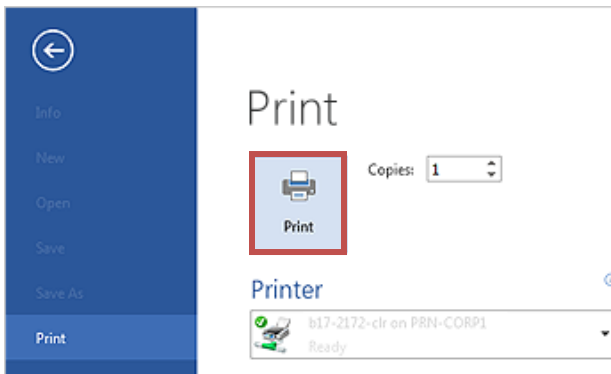 Info
New
Open
Save
Save As
Print
Print
Copies: 1
Print
Printer
b17-2172-clr on PRN-CORP1
Ready